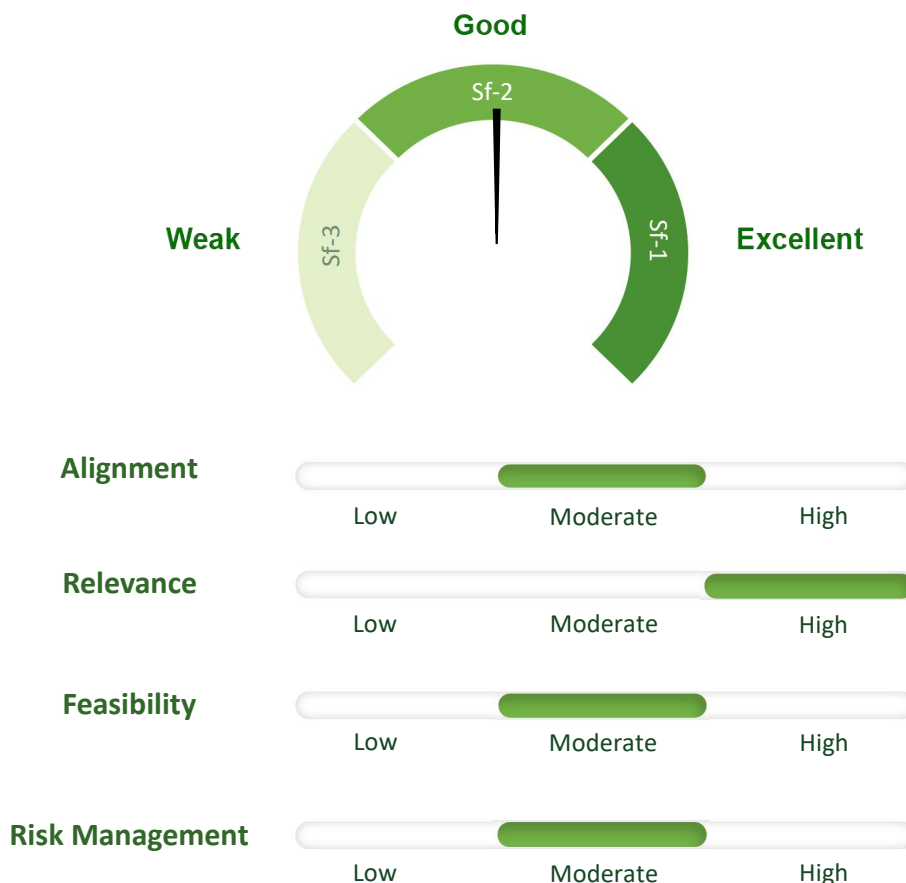 Good
Sf-2
Weak
Sf-3
Sf-1
Excellent
Alignment
Low Moderate High
Relevance
Low Moderate High
Feasibility
Low Moderate High
Risk Management
Low Moderate High